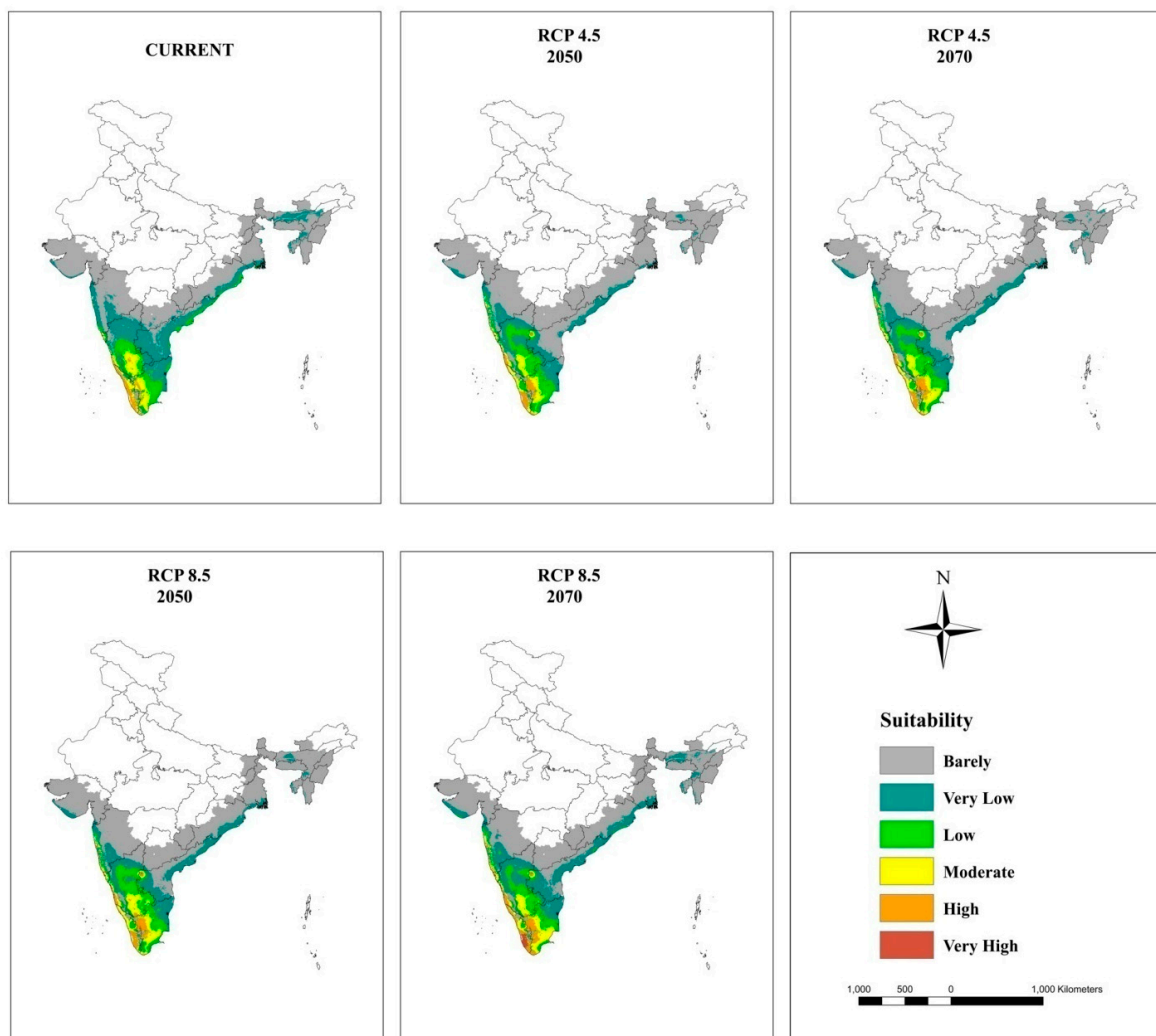 CURRENT
RCP 4.5
2050
RCP 4.5
2070
RCP 8.5
2050
RCP 8.5
2070
N
Suitability
Barely
Very Low
Low
Moderate
High
Very High
1,000 500 0 1,000 Kilometers